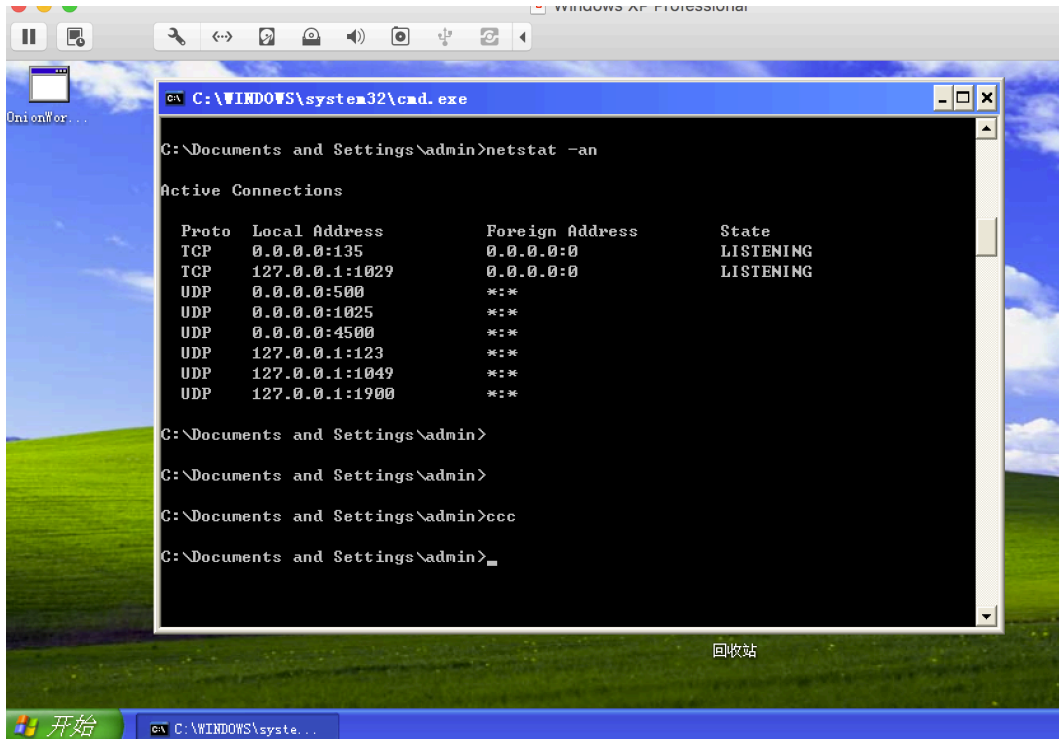 Windows XP Professional
OnionWor...
C:\WINDOWS\system32\cmd.exe
C:\Documents and Settings\admin>netstat -an
Active Connections
Proto Local Address Foreign Address State
TCP 0.0.0.0:135 0.0.0.0:0 LISTENING
TCP 127.0.0.1:1029 0.0.0.0:0 LISTENING
UDP 0.0.0.0:500 *:*
UDP 0.0.0.0:1025 *:*
UDP 0.0.0.0:4500 *:*
UDP 127.0.0.1:123 *:*
UDP 127.0.0.1:1049 *:*
UDP 127.0.0.1:1900 *:*
C:\Documents and Settings\admin>
C:\Documents and Settings\admin>
C:\Documents and Settings\admin>ccc
C:\Documents and Settings\admin>_
回收站
开始
C:\WINDOWS\syste...